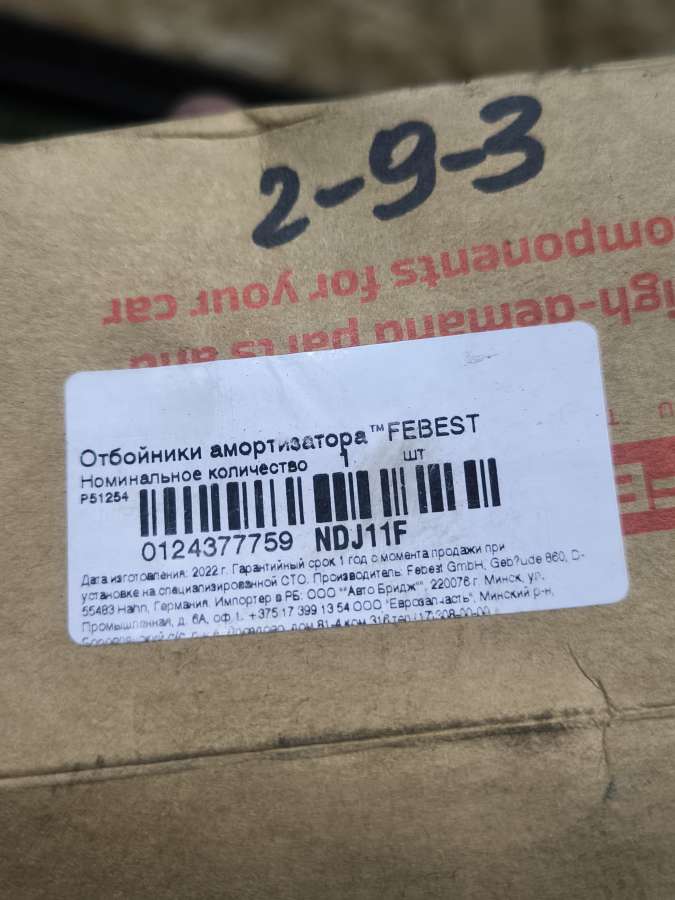 2-9-3
components for your car
high-demand parts and
Отбойники амортизатора™FEBEST
Номинальное количество 1 шт
P51254
0124377759 NDJ11F
Дата изготовления: 2022 г. Гарантийный срок 1 год с момента продажи при
установке на специализированной СТО. Производитель: Febest GmbH, Geb?ude 860, D-
55483 Hahn, Германия. Импортер в РБ: ООО ""Авто Бридж"", 220076 г. Минск, ул.
Промышленная, д. 6А, оф.1. +375 17 399 13 54 ООО "Еврозапчасть", Минский р-н,